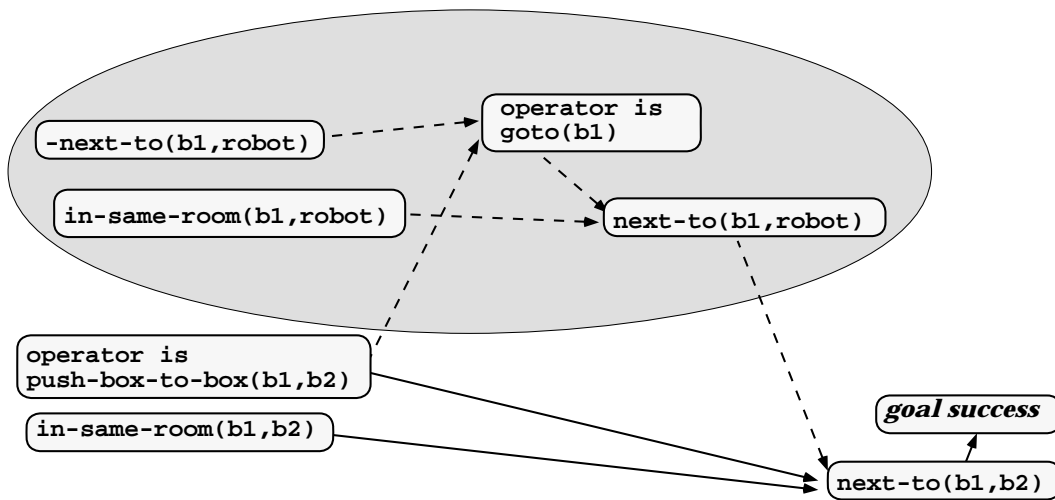 operator is
goto(b1)
-next-to(b1,robot)
in-same-room(b1,robot)
next-to(b1,robot)
operator is
push-box-to-box(b1,b2)
in-same-room(b1,b2)
goal success
next-to(b1,b2)